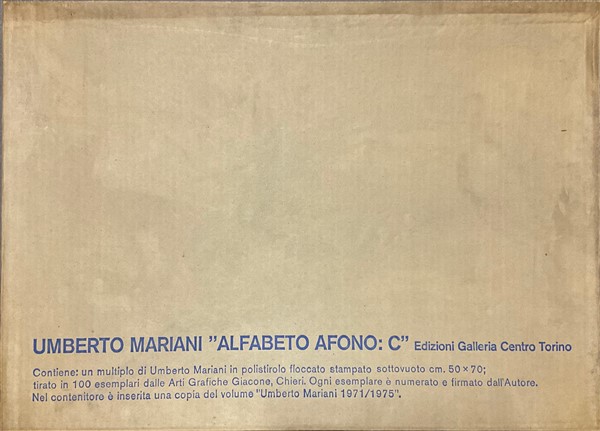 UMBERTO MARIANI "ALFABETO AFONO: C" Edizioni Galleria Centro Torino
Contiene: un multiplo di Umberto Mariani in polistirolo floccato stampato sottovuoto cm. 50 × 70;
tirato in 100 esemplari dalle Arti Grafiche Giacone, Chieri. Ogni esemplare è numerato e firmato dall'Autore.
Nel contenitore è inserita una copia del volume "Umberto Mariani 1971/1975".